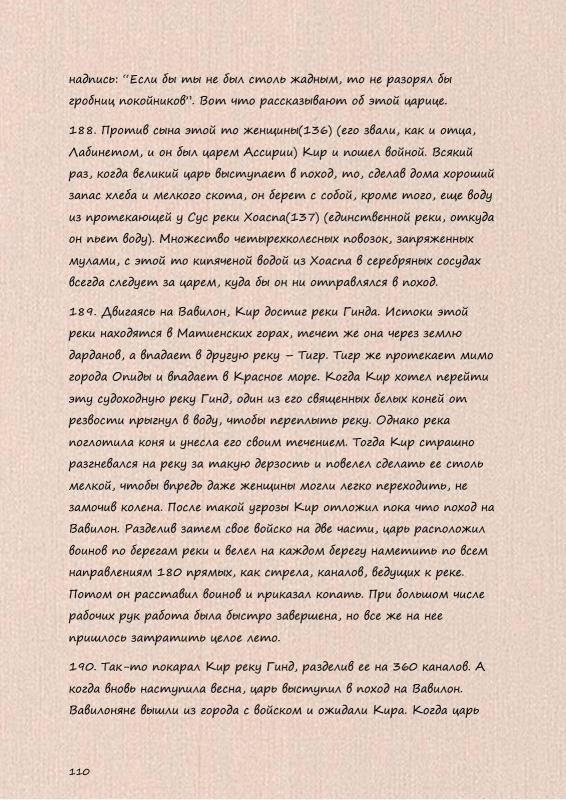 надпись: “Если бы ты не был столь жадным, то не разорял бы
гробниц покойников”. Вот что рассказывают об этой царице.
188. Против сына этой то женщины(136) (его звали, как и отца,
Лабинетом, и он был царем Ассирии) Кир и пошел войной. Всякий
раз, когда великий царь выступает в поход, то, сделав дома хороший
запас хлеба и мелкого скота, он берет с собой, кроме того, еще воду
из протекающей у Сус реки Хоаспа(137) (единственной реки, откуда
он пьет воду). Множество четырехколесных повозок, запряженных
мулами, с этой то кипяченой водой из Хоаспа в серебряных сосудах
всегда следует за царем, куда бы он ни отправлялся в поход.
189. Двигаясь на Вавилон, Кир достиг реки Гинда. Истоки этой
реки находятся в Матиенских горах, течет же она через землю
дарданов, а впадает в другую реку – Тигр. Тигр же протекает мимо
города Опиды и впадает в Красное море. Когда Кир хотел перейти
эту судоходную реку Гинд, один из его священных белых коней от
резвости прыгнул в воду, чтобы переплыть реку. Однако река
поглотила коня и унесла его своим течением. Тогда Кир страшно
разгневался на реку за такую дерзость и повелел сделать ее столь
мелкой, чтобы впредь даже женщины могли легко переходить, не
замочив колена. После такой угрозы Кир отложил пока что поход на
Вавилон. Разделив затем свое войско на две части, царь расположил
воинов по берегам реки и велел на каждом берегу наметить по всем
направлениям 180 прямых, как стрела, каналов, ведущих к реке.
Потом он расставил воинов и приказал копать. При большом числе
рабочих рук работа была быстро завершена, но все же на нее
пришлось затратить целое лето.
190. Так-то покарал Кир реку Гинд, разделив ее на 360 каналов. А
когда вновь наступила весна, царь выступил в поход на Вавилон.
Вавилоняне вышли из города с войском и ожидали Кира. Когда царь
110